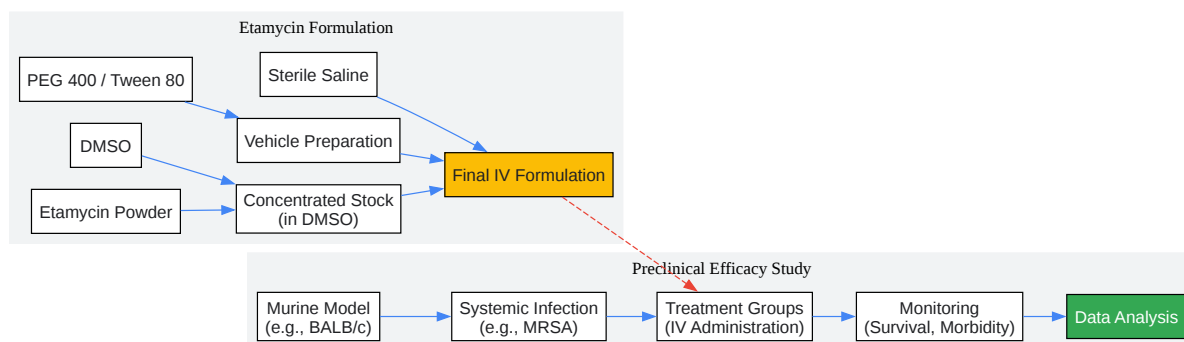 Etamycin Formulation
PEG 400 / Tween 80
Sterile Saline
DMSO
Vehicle Preparation
Final IV Formulation
Etamycin Powder
Concentrated Stock
(in DMSO)
Preclinical Efficacy Study
Murine Model
(e.g., BALB/c)
Systemic Infection
(e.g., MRSA)
Treatment Groups
(IV Administration)
Monitoring
(Survival, Morbidity)
Data Analysis